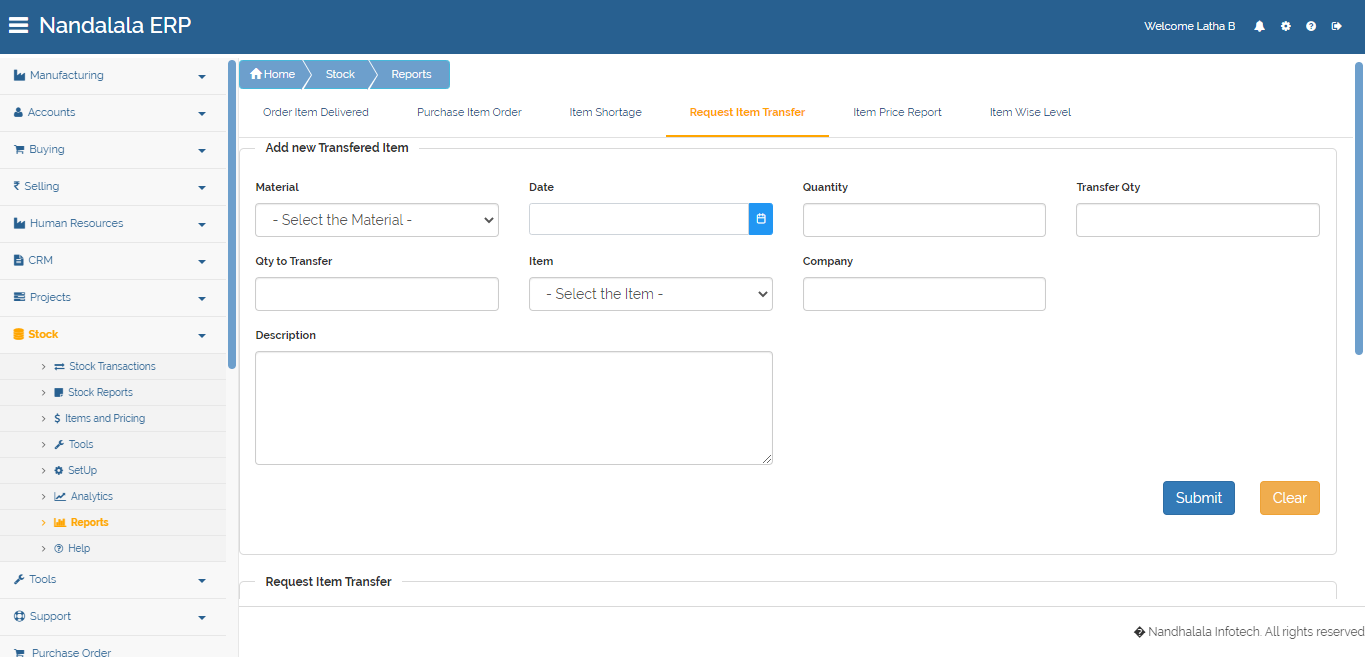 Nandalala ERP
Welcome Latha B
Manufacturing
Accounts
Buying
Selling
Human Resources
CRM
Projects
Stock
Stock Transactions
Stock Reports
Items and Pricing
Tools
SetUp
Analytics
Reports
Help
Tools
Support
Purchase Order
Home Stock Reports
Order Item Delivered Purchase Item Order Item Shortage Request Item Transfer Item Price Report Item Wise Level
Add new Transfered Item
Material Date Quantity Transfer Qty
- Select the Material -
Qty to Transfer Item Company
- Select the Item -
Description
Submit Clear
Request Item Transfer
� Nandhalala Infotech. All rights reserved